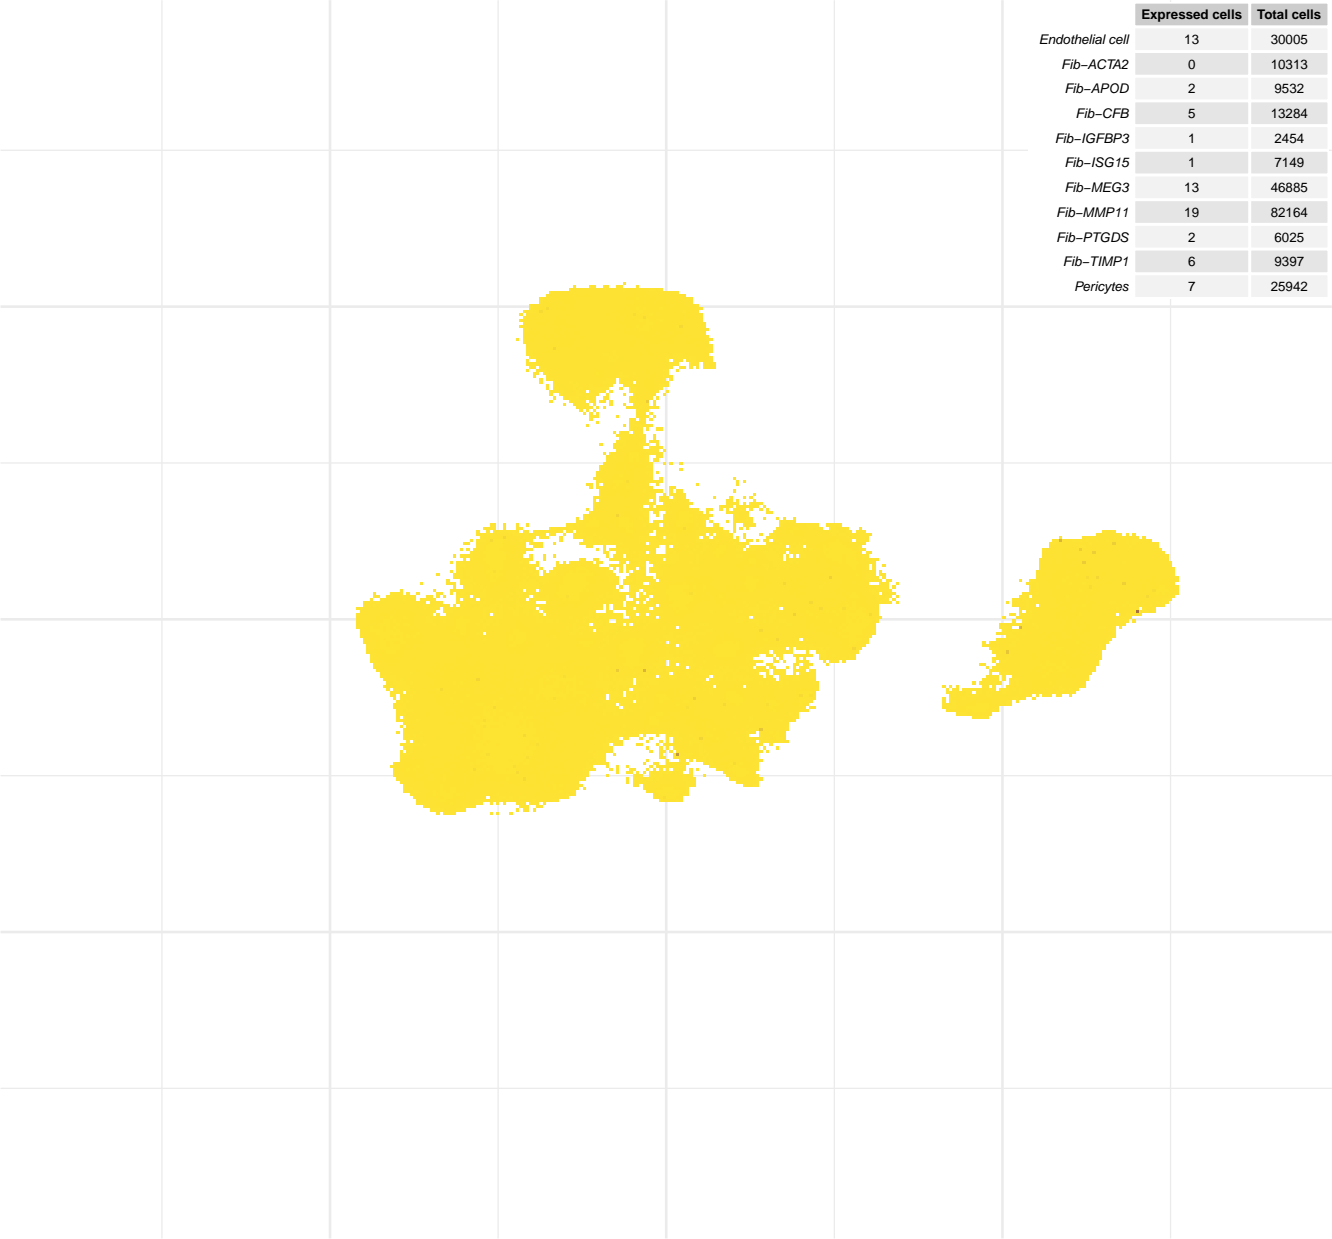 Expressed cells Total cells
Endothelial cell 13 30005
Fib−ACTA2 0 10313
Fib−APOD 2 9532
Fib−CFB 5 13284
Fib−IGFBP3 1 2454
Fib−ISG15 1 7149
Fib−MEG3 13 46885
Fib−MMP11 19 82164
Fib−PTGDS 2 6025
Fib−TIMP1 6 9397
Pericytes 7 25942